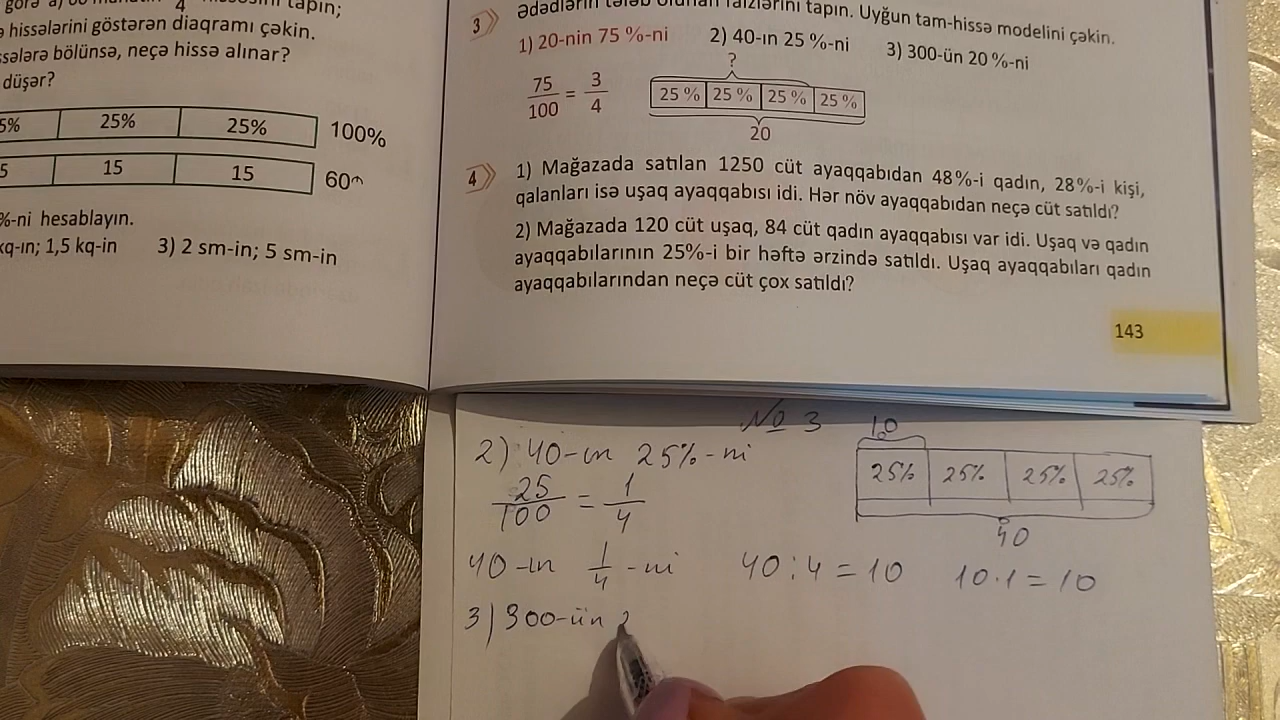 tapın;
hissələrini göstərən diaqramı çəkin.
bölünsə, neçə hissə alınar?
düşər?
5% 25% 25% 100%
5 15 15 60₼
%-ni hesablayın.
kq-ın; 1,5 kq-in 3) 2 sm-in; 5 sm-in
3 Ədədlərin tələb olunan faizlərini tapın. Uyğun tam-hissə modelini çəkin.
1) 20-nin 75 %-ni 2) 40-ın 25 %-ni 3) 300-ün 20 %-ni
?
75/100 = 3/4 25 % 25 % 25 % 25 %
20
4 1) Mağazada satılan 1250 cüt ayaqqabıdan 48%-i qadın, 28%-i kişi,
qalanları isə uşaq ayaqqabısı idi. Hər növ ayaqqabıdan neçə cüt satıldı?
2) Mağazada 120 cüt uşaq, 84 cüt qadın ayaqqabısı var idi. Uşaq və qadın
ayaqqabılarının 25%-i bir həftə ərzində satıldı. Uşaq ayaqqabıları qadın
ayaqqabılarından neçə cüt çox satıldı?
143
№ 3
2) 40-ın 25%-ni 10
25/100 = 1/4 25% 25% 25% 25%
40
40-ın 1/4-ni 40:4=10 10·1=10
3) 300-ün